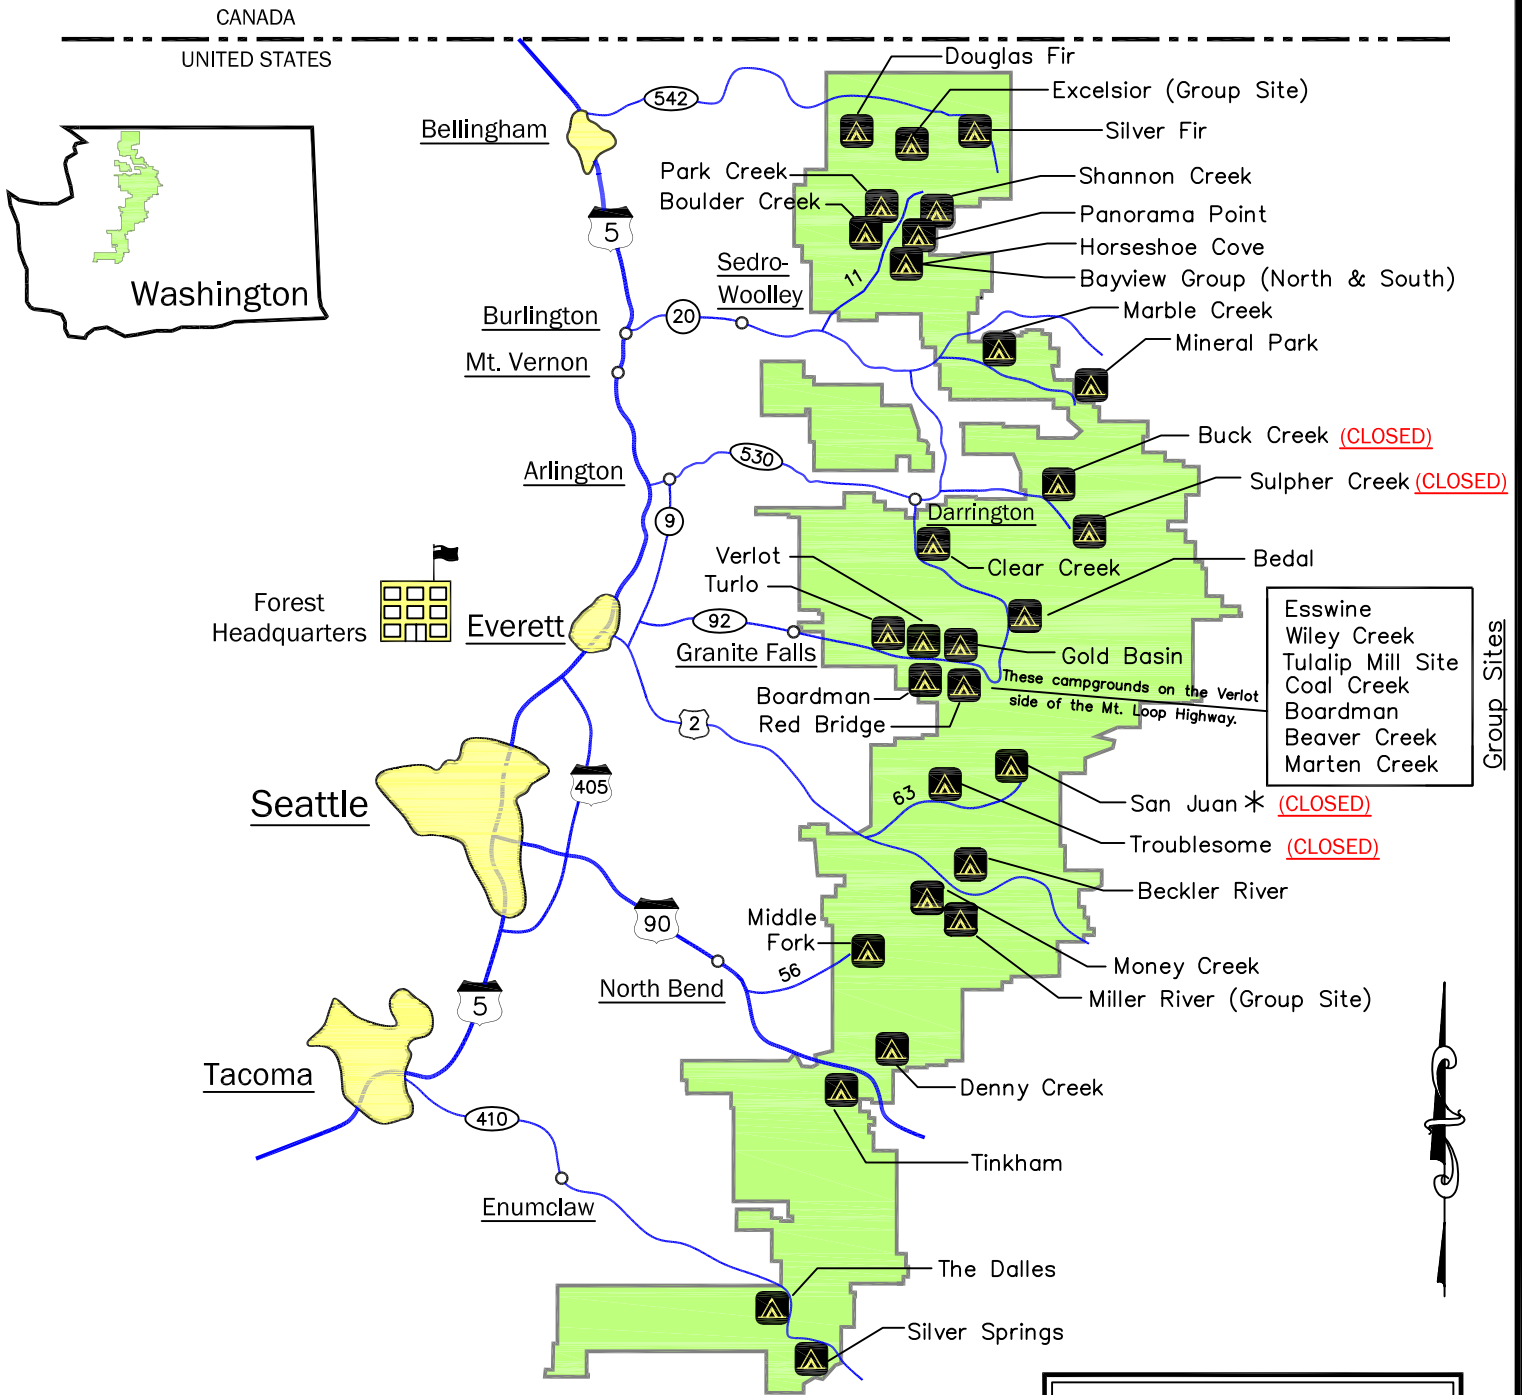 CANADA
UNITED STATES
Douglas Fir
Excelsior (Group Site)
542
Bellingham
Silver Fir
Park Creek
Shannon Creek
Boulder Creek
Panorama Point
5
Horseshoe Cove
Sedro-
Woolley
11
Bayview Group (North & South)
Washington
Marble Creek
Burlington
20
Mineral Park
Mt. Vernon
Buck Creek (CLOSED)
530
Arlington
Sulpher Creek (CLOSED)
9
Darrington
Verlot
Clear Creek
Bedal
Turlo
Forest
Headquarters
Everett
92
Granite Falls
Gold Basin
Esswine
Wiley Creek
Tulalip Mill Site
Coal Creek
Boardman
Beaver Creek
Marten Creek
Group Sites
These campgrounds on the Verlot
side of the Mt. Loop Highway.
Boardman
Red Bridge
2
405
63
San Juan * (CLOSED)
Seattle
Troublesome (CLOSED)
Beckler River
90
Middle
Fork
56
Money Creek
North Bend
Miller River (Group Site)
5
Tacoma
Denny Creek
410
Tinkham
Enumclaw
The Dalles
Silver Springs